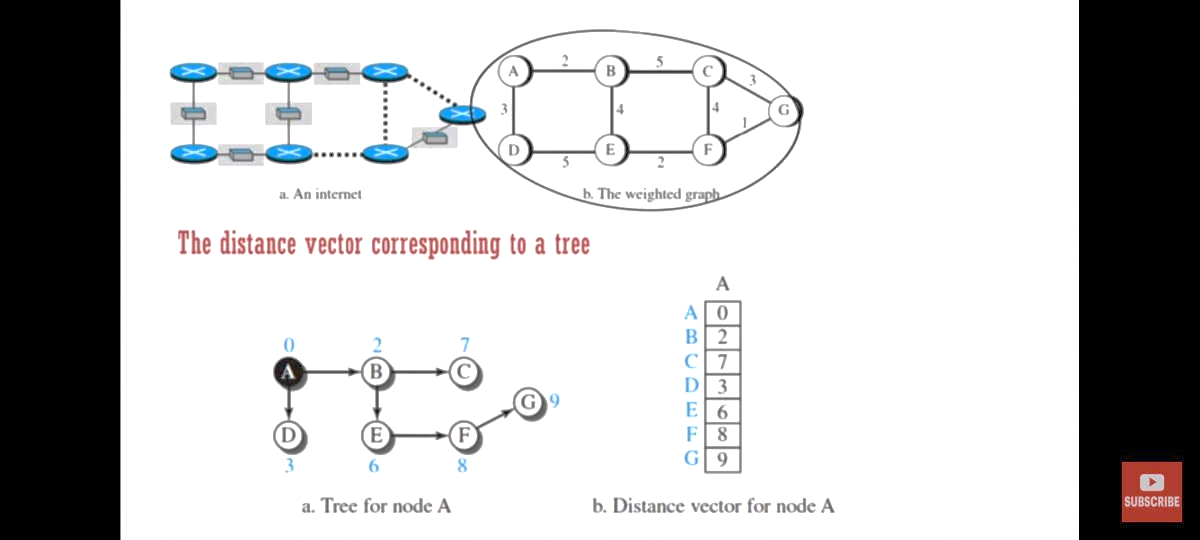 A 2 B 5 C 3 G
3 4 4 1
D 5 E 2 F
a. An internet
b. The weighted graph
The distance vector corresponding to a tree
A
A 0
B 2
C 7
D 3
E 6
F 8
G 9
0 2 7
A B C
G 9
D E F
3 6 8
a. Tree for node A
b. Distance vector for node A
SUBSCRIBE